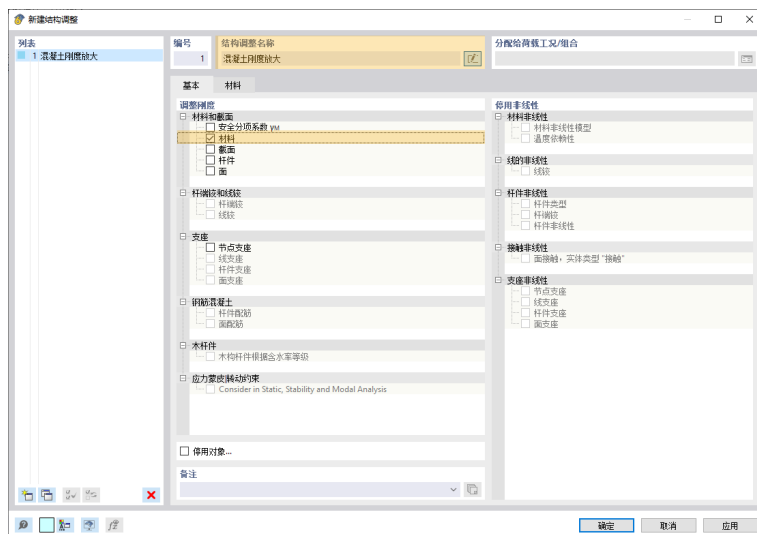 新建结构调整
列表
1 混凝土刚度放大
编号
1
结构调整名称
混凝土刚度放大
分配给荷载工况/组合
基本
材料
调整刚度
材料和截面
安全分项系数 γM
材料
截面
杆件
面
杆端铰和线铰
杆端铰
线铰
支座
节点支座
线支座
杆件支座
面支座
钢筋混凝土
杆件配筋
面配筋
木杆件
木构杆件根据含水率等级
应力蒙皮|转动约束
Consider in Static, Stability and Modal Analysis
停用对象...
备注
停用非线性
材料非线性
材料非线性模型
温度依赖性
线的非线性
线铰
杆件非线性
杆件类型
杆端铰
杆件非线性
接触非线性
面接触，实体类型 "接触"
支座非线性
节点支座
线支座
杆件支座
面支座
确定
取消
应用